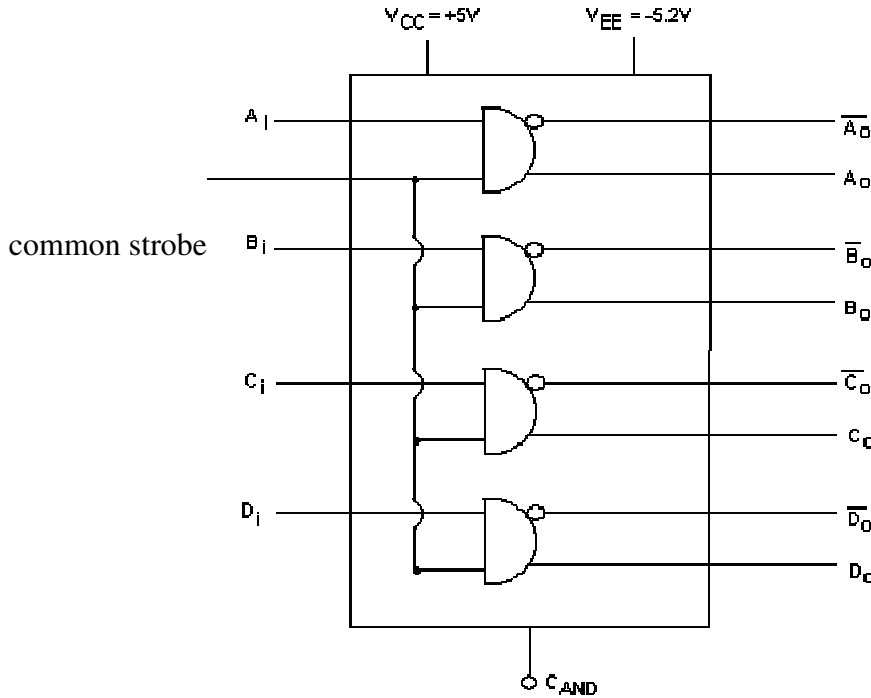 V_CC = +5V
V_EE = -5.2V
A_i
A̅_o
A_o
common strobe
B_i
B̅_o
B_o
C_i
C̅_o
C_o
D_i
D̅_o
D_o
C_AND